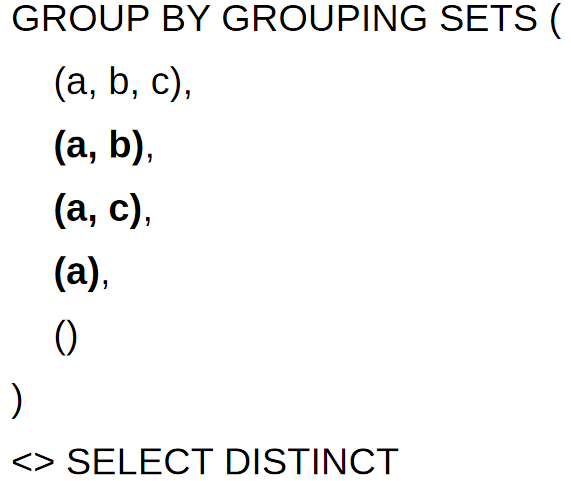 GROUP BY GROUPING SETS (
(a, b, c),
(a, b),
(a, c),
(a),
()
)
<> SELECT DISTINCT